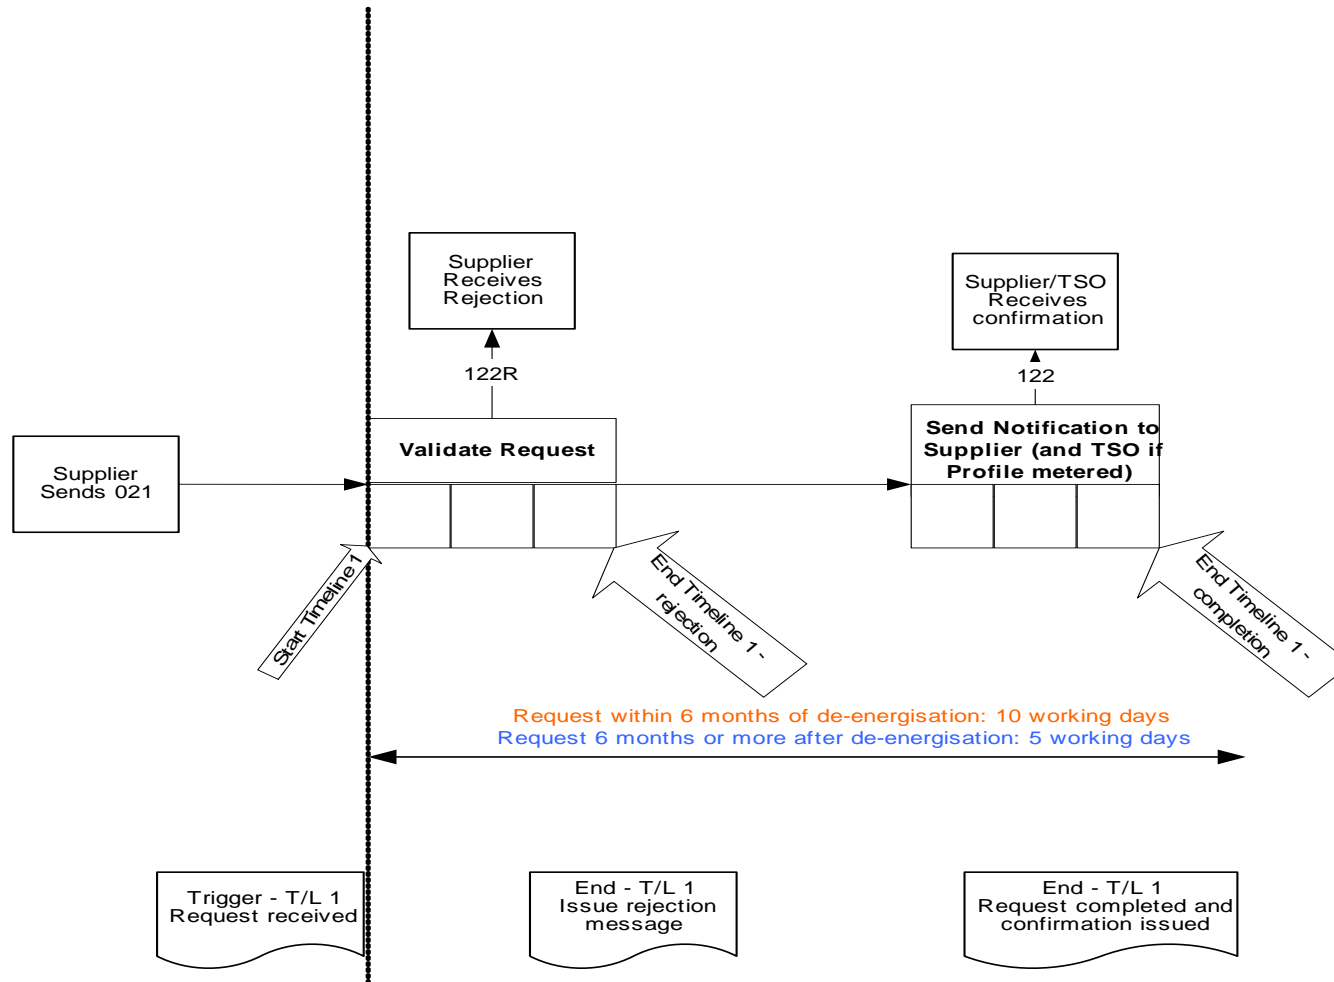 Supplier
Receives
Rejection
Supplier/TSO
Receives
confirmation
122R
122
Supplier
Sends 021
Validate Request
Send Notification to
Supplier (and TSO if
Profile metered)
Start Timeline 1
End Timeline 1 -
rejection
End Timeline 1 -
completion
Request within 6 months of de-energisation: 10 working days
Request 6 months or more after de-energisation: 5 working days
Trigger - T/L 1
Request received
End - T/L 1
Issue rejection
message
End - T/L 1
Request completed and
confirmation issued